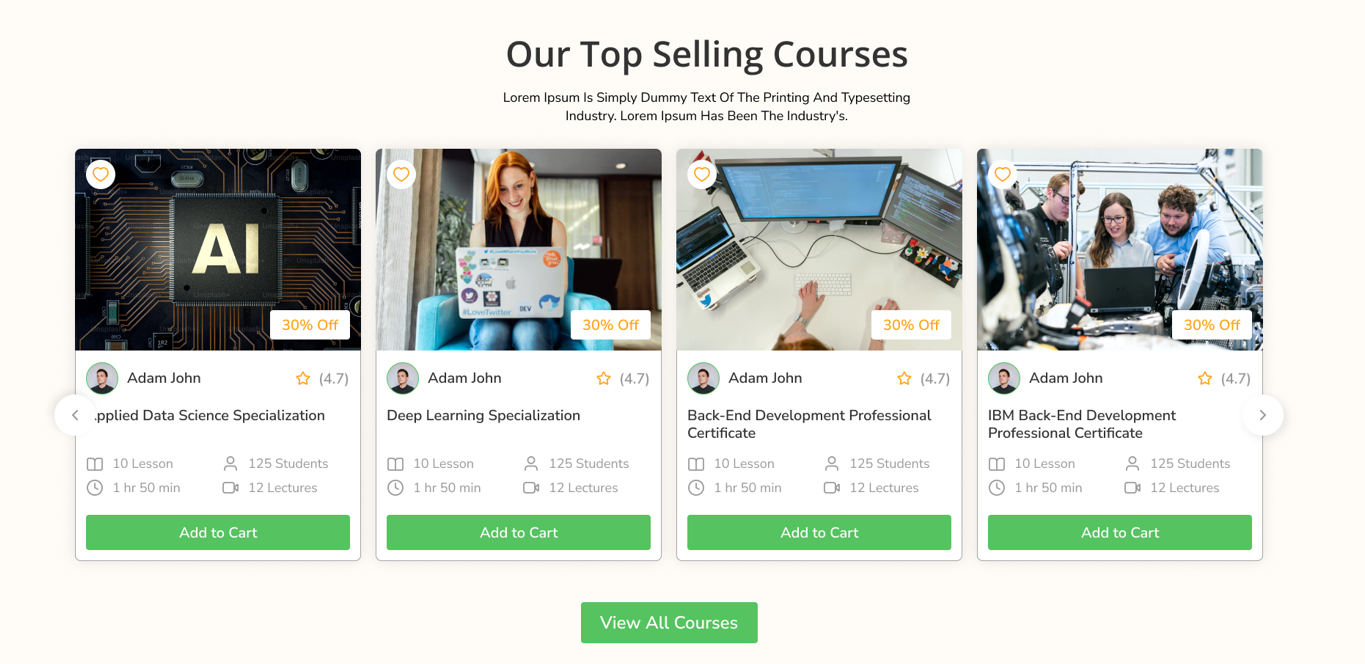 Our Top Selling Courses
Lorem Ipsum Is Simply Dummy Text Of The Printing And Typesetting
Industry. Lorem Ipsum Has Been The Industry's.
AI
30% Off
Adam John
(4.7)
pplied Data Science Specialization
10 Lesson
125 Students
1 hr 50 min
12 Lectures
Add to Cart
#LoveTwitter
DEV
30% Off
Adam John
(4.7)
Deep Learning Specialization
10 Lesson
125 Students
1 hr 50 min
12 Lectures
Add to Cart
30% Off
Adam John
(4.7)
Back-End Development Professional
Certificate
10 Lesson
125 Students
1 hr 50 min
12 Lectures
Add to Cart
30% Off
Adam John
(4.7)
IBM Back-End Development
Professional Certificate
10 Lesson
125 Students
1 hr 50 min
12 Lectures
Add to Cart
View All Courses